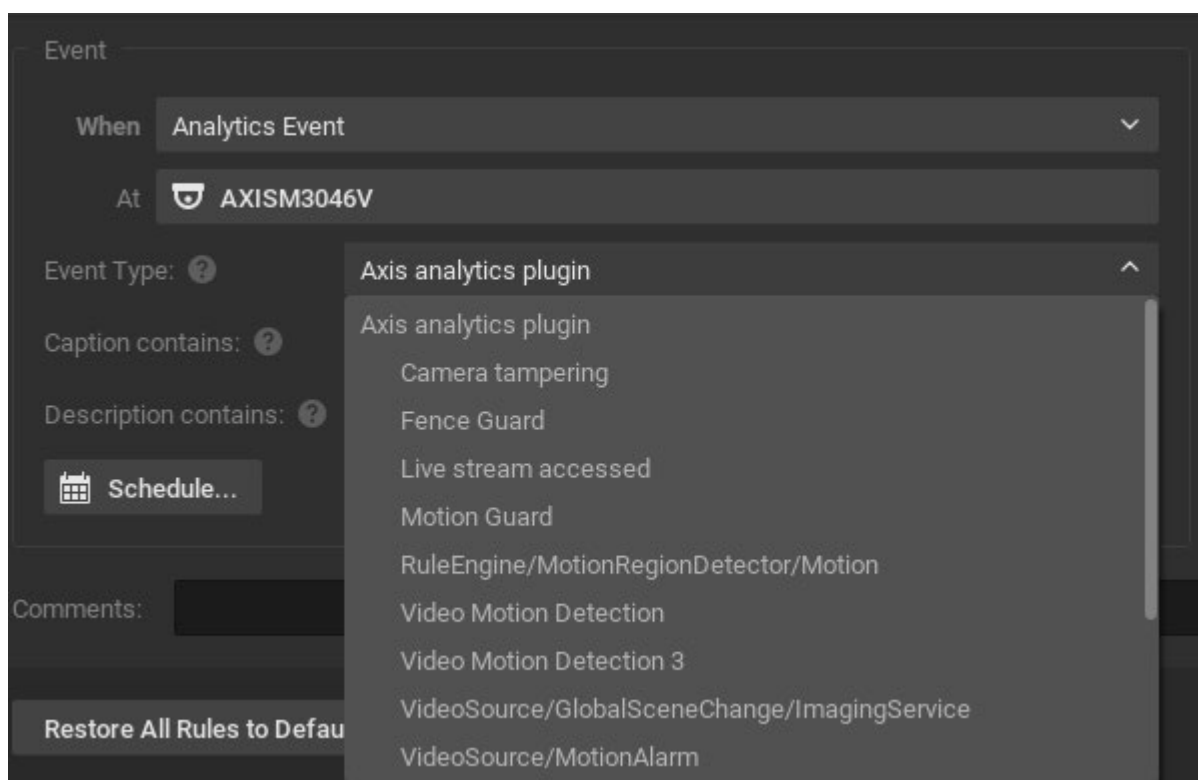 Event
When Analytics Event
At AXISM3046V
Event Type: ? Axis analytics plugin
Axis analytics plugin
Caption contains: ?
Camera tampering
Description contains: ?
Fence Guard
Live stream accessed
Schedule...
Motion Guard
RuleEngine/MotionRegionDetector/Motion
Comments:
Video Motion Detection
Video Motion Detection 3
VideoSource/GlobalSceneChange/ImagingService
Restore All Rules to Defau
VideoSource/MotionAlarm